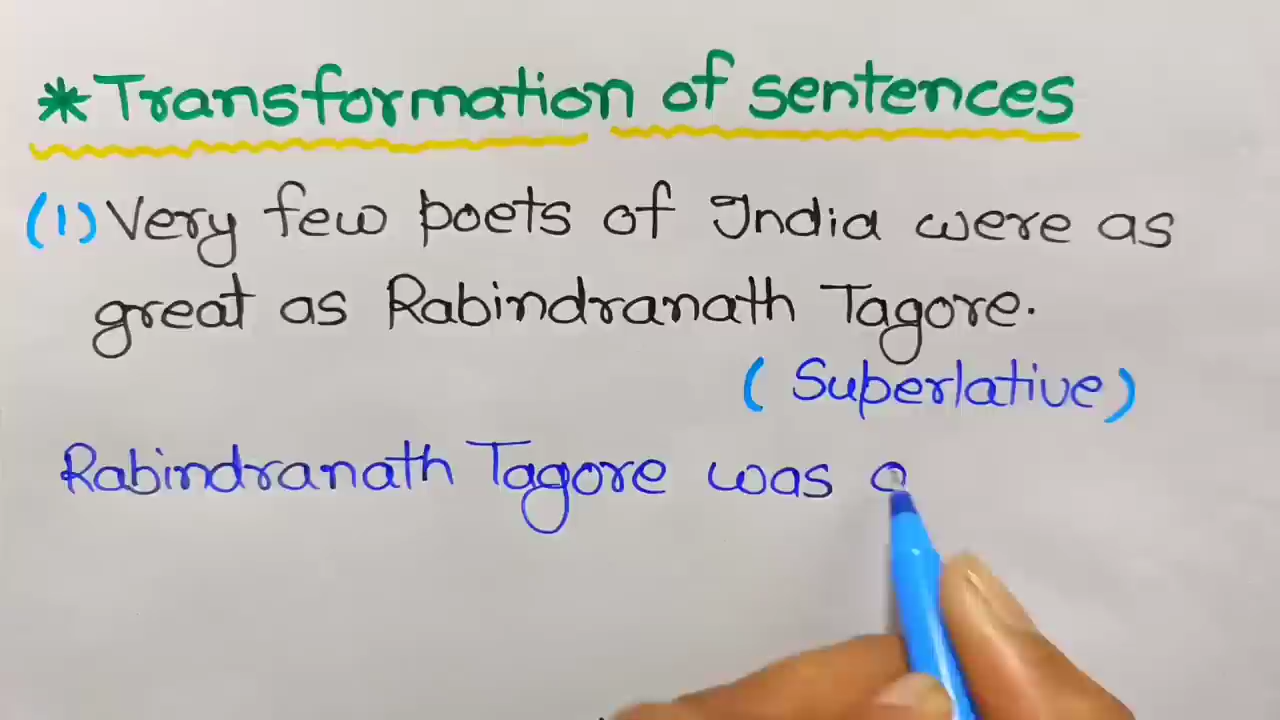 *Transformation of sentences
(1) Very few poets of India were as
great as Rabindranath Tagore.
(Superlative)
Rabindranath Tagore was o